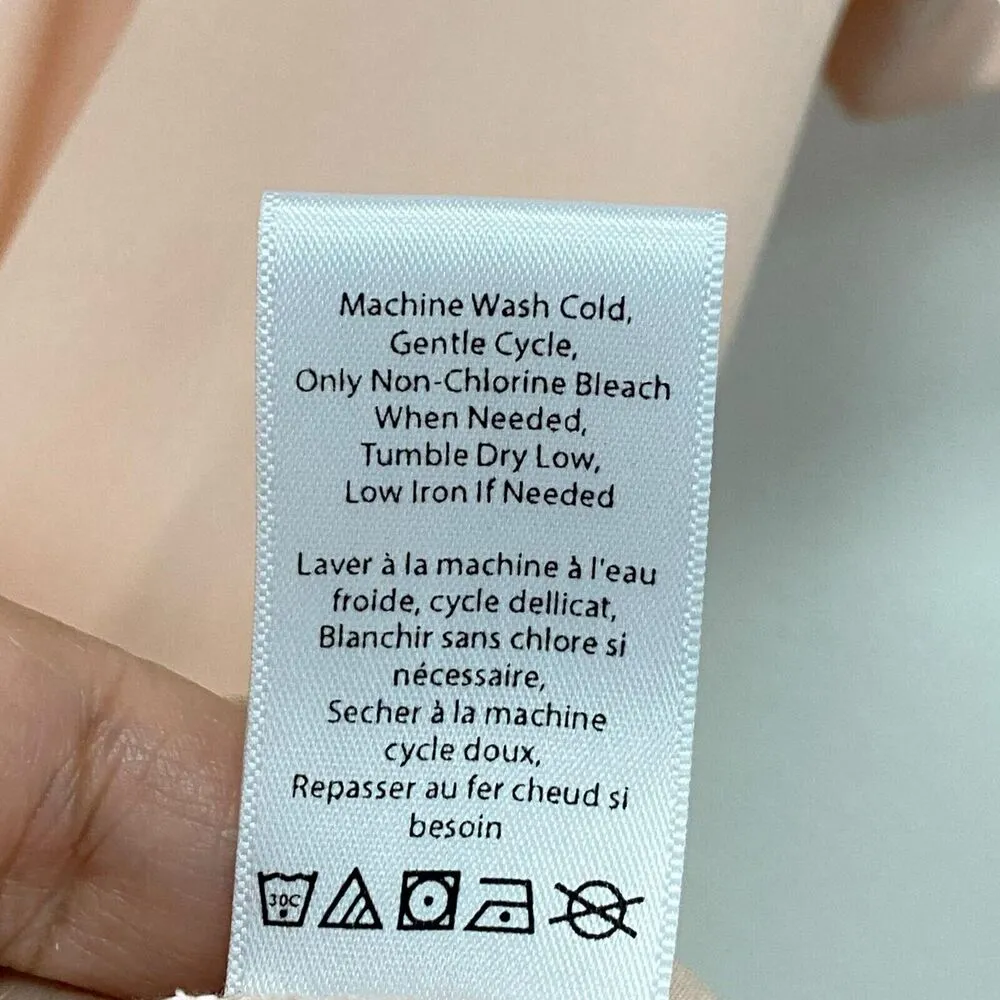 Machine Wash Cold,
Gentle Cycle,
Only Non-Chlorine Bleach
When Needed,
Tumble Dry Low,
Low Iron If Needed
Laver à la machine à l'eau
froide, cycle dellicat,
Blanchir sans chlore si
nécessaire,
Secher à la machine
cycle doux,
Repasser au fer cheud si
besoin
30C